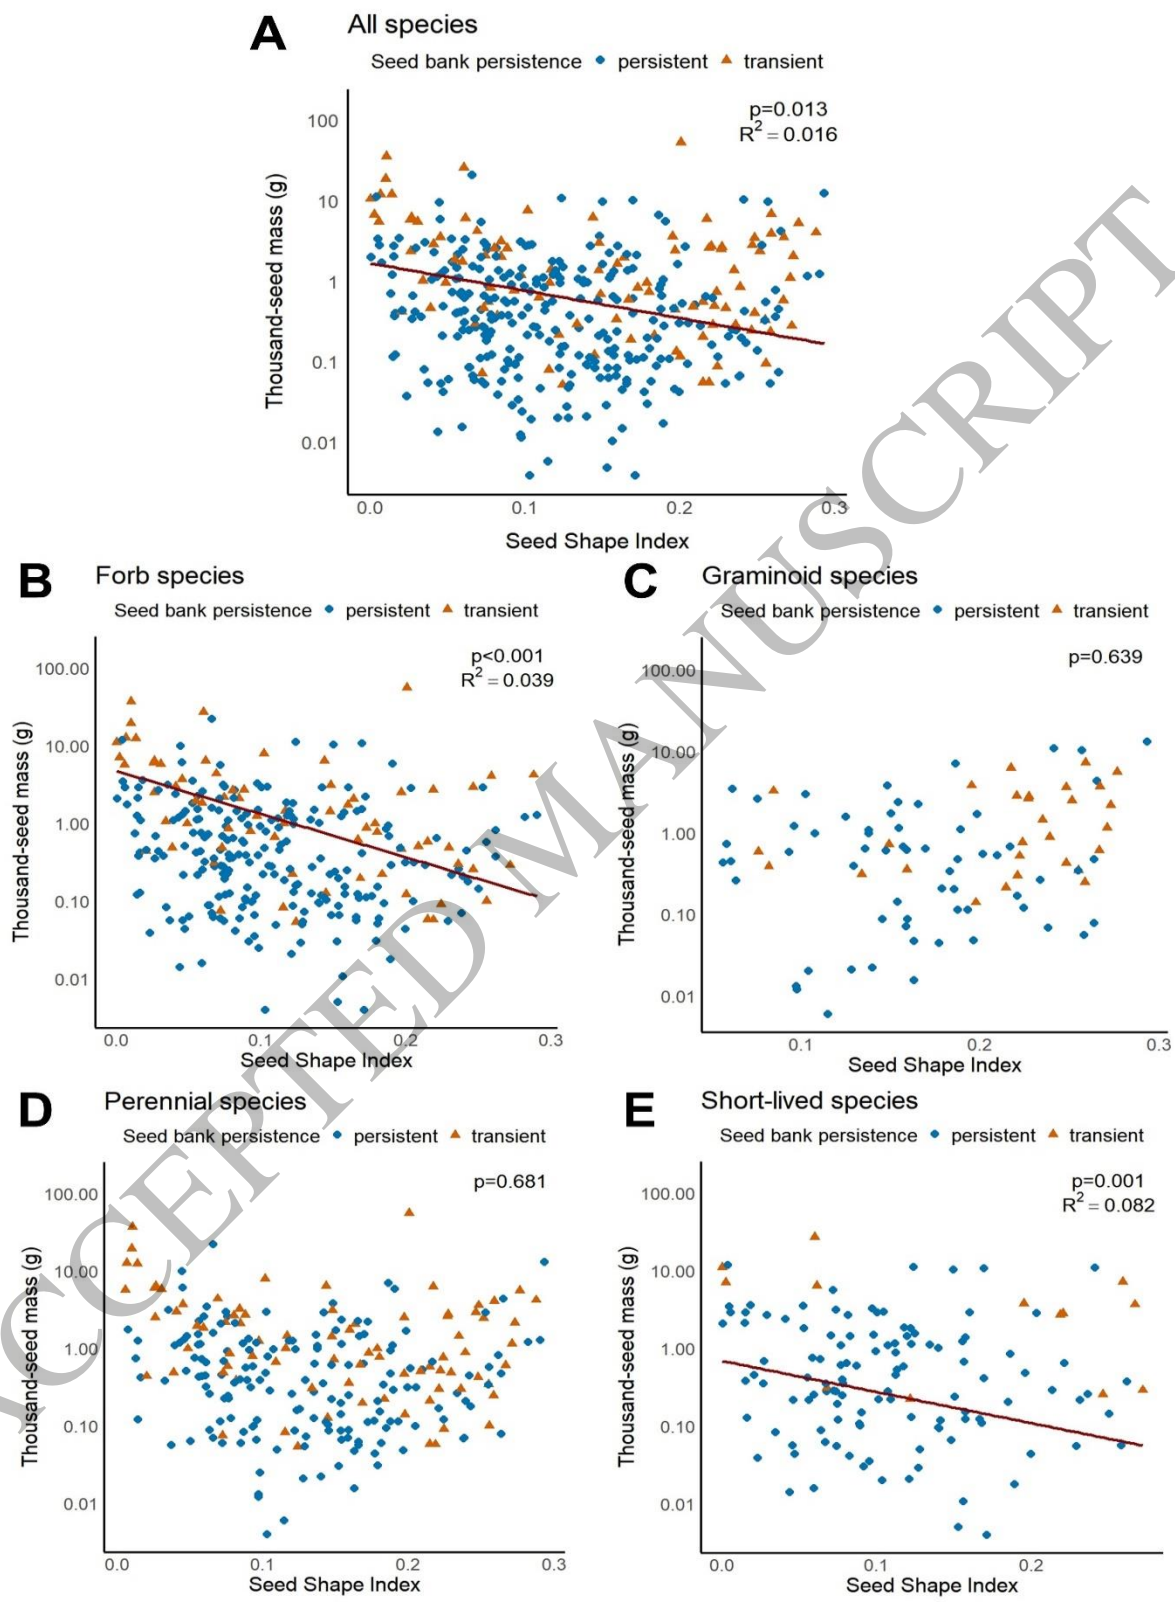 A All species
Seed bank persistence persistent transient
p=0.013
R2 = 0.016
Thousand-seed mass (g)
100
10
1
0.1
0.01
0.0 0.1 0.2 0.3
Seed Shape Index
B Forb species
Seed bank persistence persistent transient
p<0.001
R2 = 0.039
Thousand-seed mass (g)
100.00
10.00
1.00
0.10
0.01
0.0 0.1 0.2 0.3
Seed Shape Index
C Graminoid species
Seed bank persistence persistent transient
p=0.639
Thousand-seed mass (g)
100.00
10.00
1.00
0.10
0.01
0.1 0.2 0.3
Seed Shape Index
D Perennial species
Seed bank persistence persistent transient
p=0.681
Thousand-seed mass (g)
100.00
10.00
1.00
0.10
0.01
0.0 0.1 0.2 0.3
Seed Shape Index
E Short-lived species
Seed bank persistence persistent transient
p=0.001
R2 = 0.082
Thousand-seed mass (g)
100.00
10.00
1.00
0.10
0.01
0.0 0.1 0.2
Seed Shape Index
ACCEPTED MANUSCRIPT